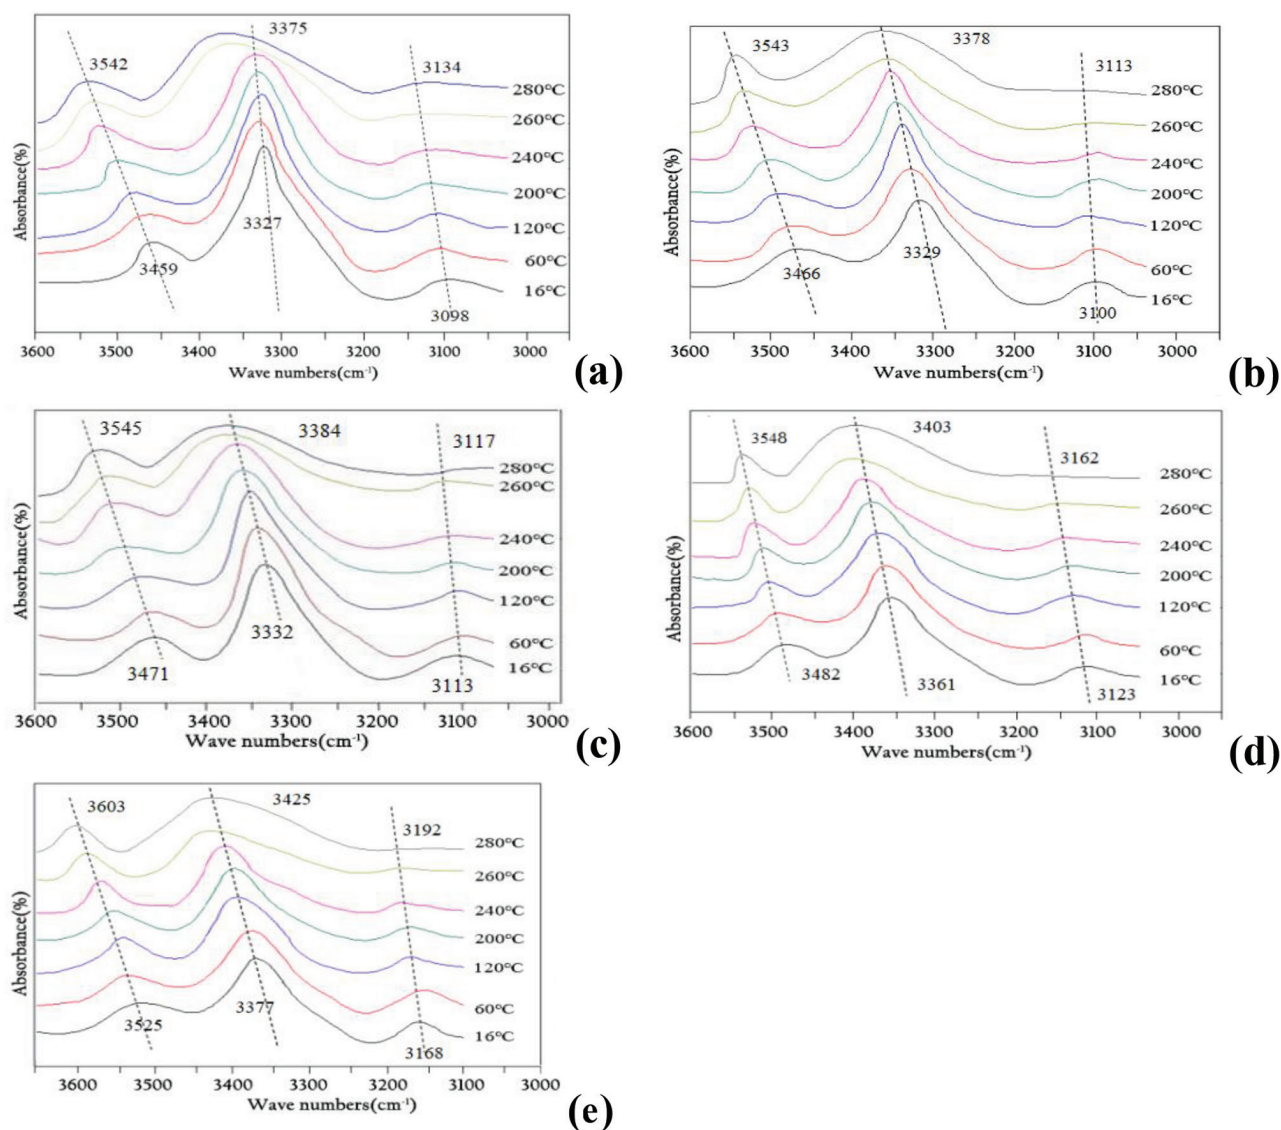 3542
3375
3134
280°C
260°C
240°C
200°C
120°C
60°C
16°C
3459
3327
3098
Absorbance(%)
3600 3500 3400 3300 3200 3100 3000
Wave numbers(cm⁻¹)
(a)
3543
3378
3113
280°C
260°C
240°C
200°C
120°C
60°C
16°C
3466
3329
3100
Absorbance(%)
3600 3500 3400 3300 3200 3100 3000
Wave numbers(cm⁻¹)
(b)
3545
3384
3117
280°C
260°C
240°C
200°C
120°C
60°C
16°C
3471
3332
3113
Absorbance(%)
3600 3500 3400 3300 3200 3100 3000
Wave numbers(cm⁻¹)
(c)
3548
3403
3162
280°C
260°C
240°C
200°C
120°C
60°C
16°C
3482
3361
3123
Absorbance(%)
3600 3500 3400 3300 3200 3100 3000
Wave numbers(cm⁻¹)
(d)
3603
3425
3192
280°C
260°C
240°C
200°C
120°C
60°C
16°C
3525
3377
3168
Absorbance(%)
3600 3500 3400 3300 3200 3100 3000
Wave numbers(cm⁻¹)
(e)